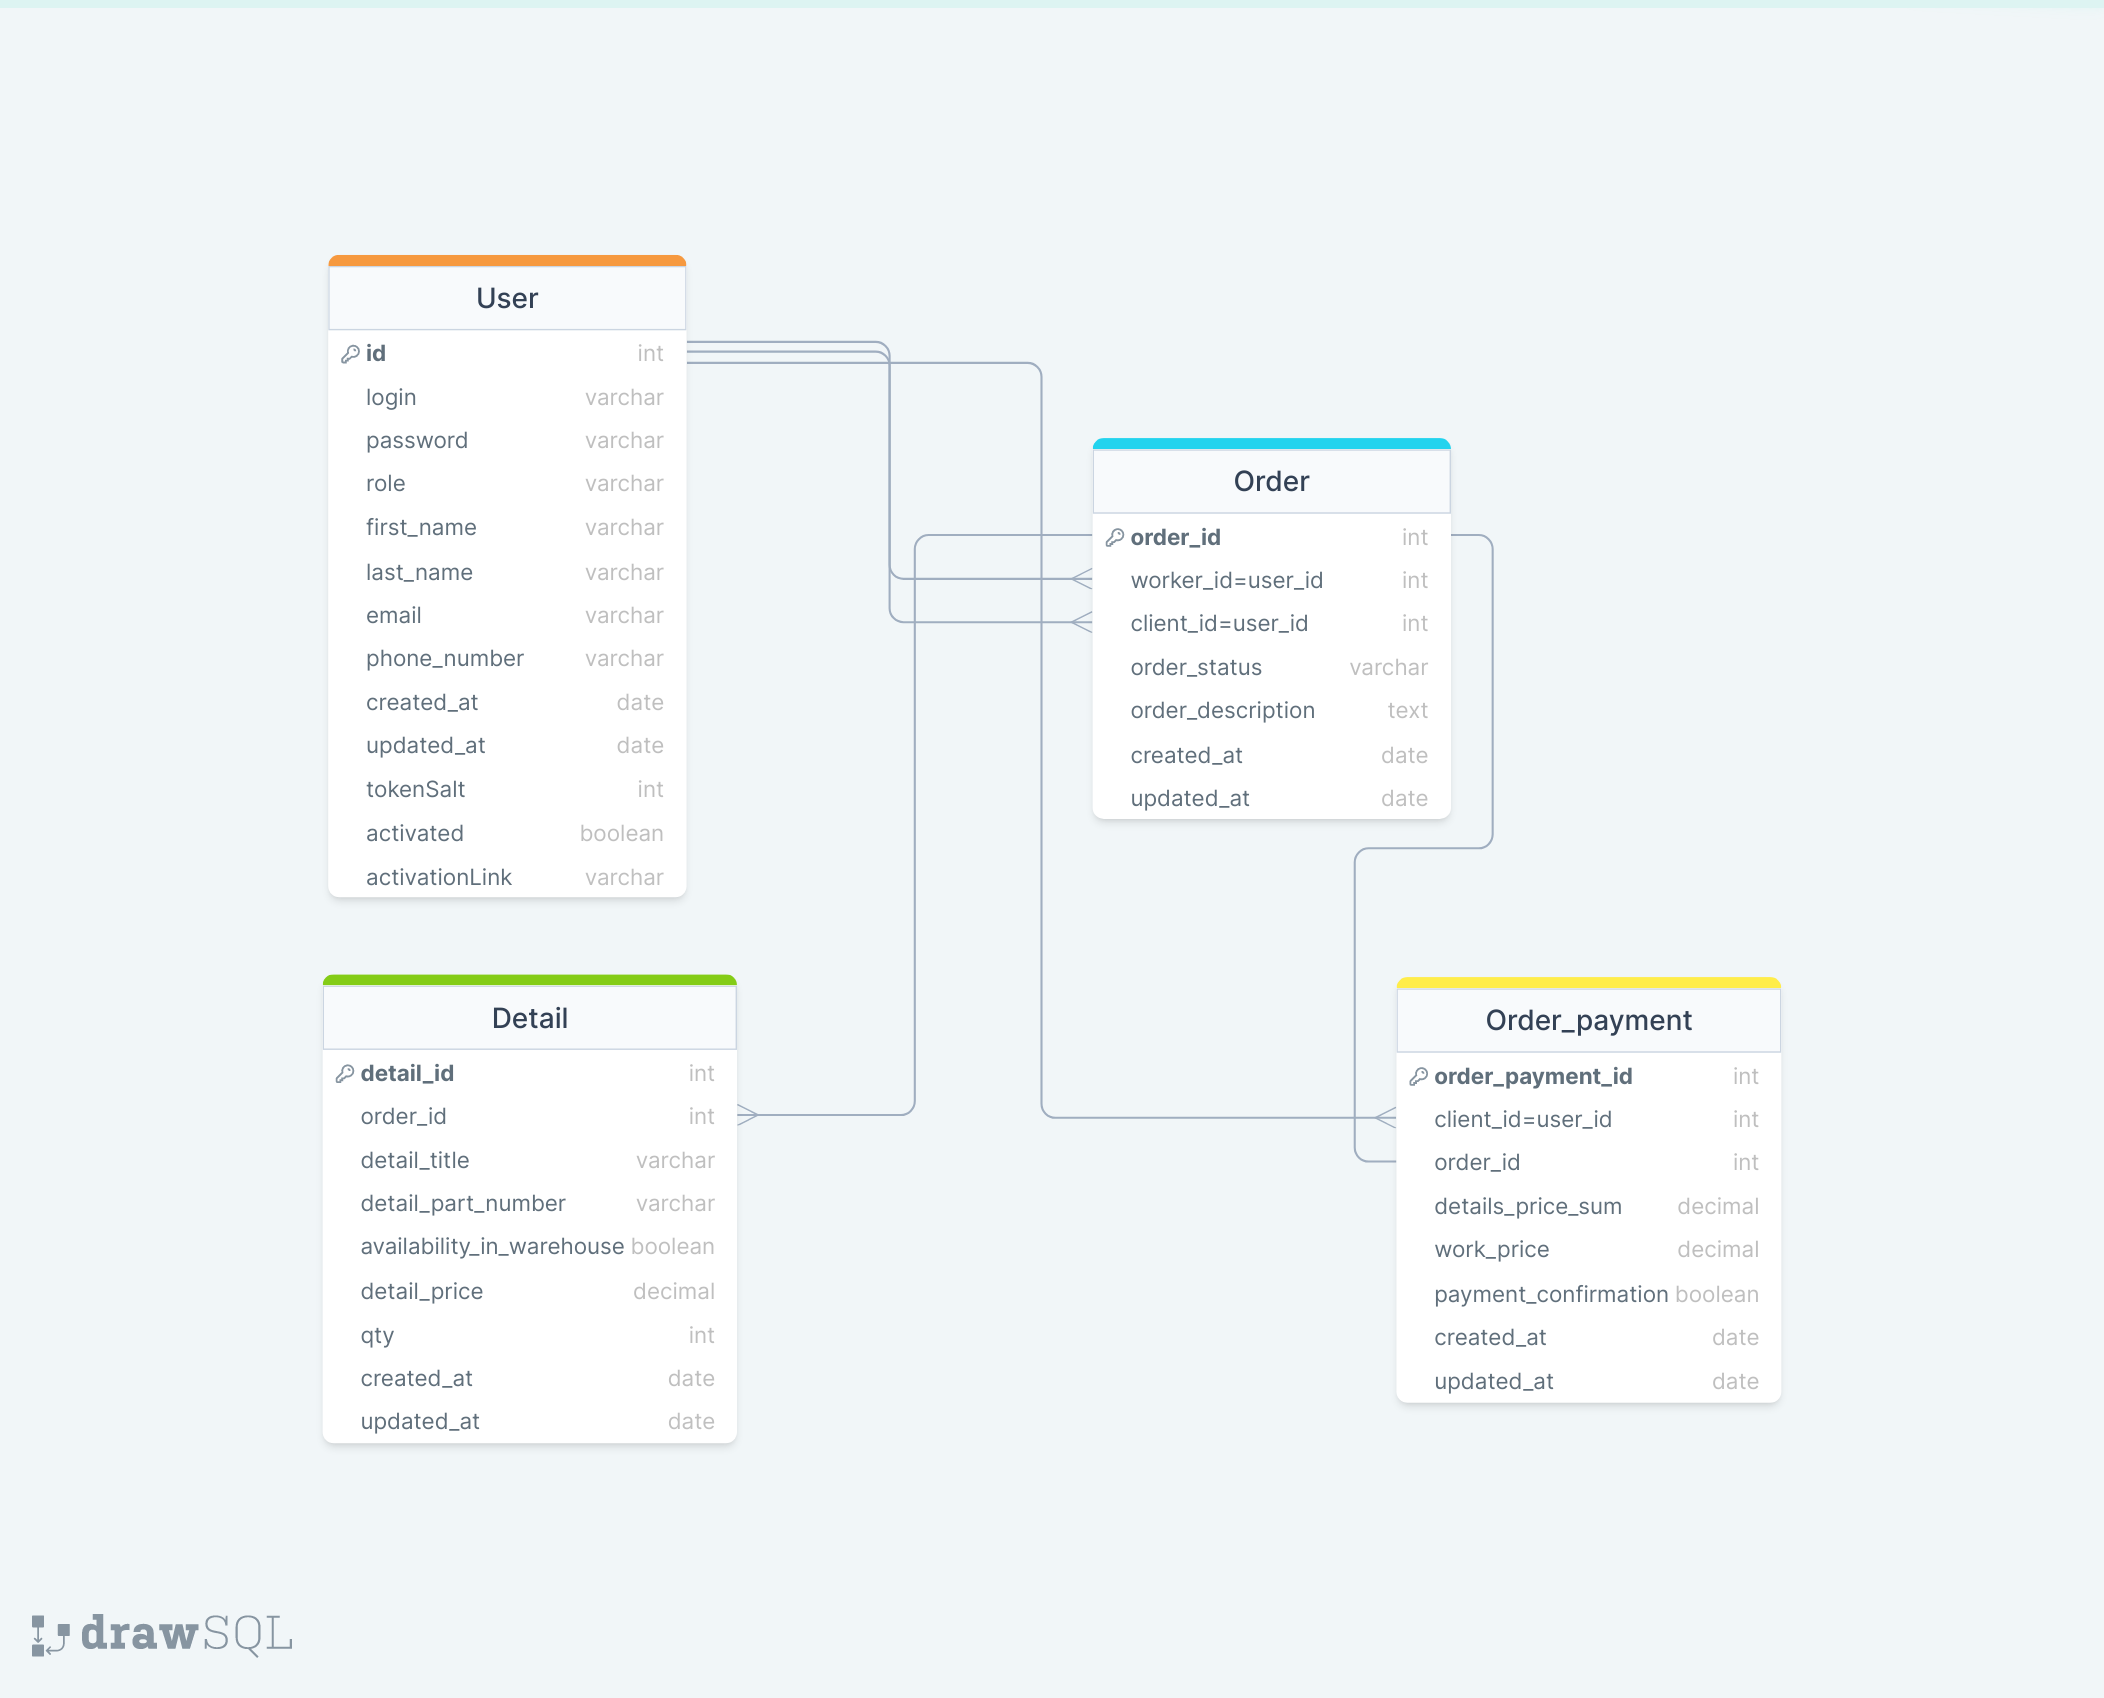 User
id int
login varchar
password varchar
role varchar
first_name varchar
last_name varchar
email varchar
phone_number varchar
created_at date
updated_at date
tokenSalt int
activated boolean
activationLink varchar
Order
order_id int
worker_id=user_id int
client_id=user_id int
order_status varchar
order_description text
created_at date
updated_at date
Detail
detail_id int
order_id int
detail_title varchar
detail_part_number varchar
availability_in_warehouse boolean
detail_price decimal
qty int
created_at date
updated_at date
Order_payment
order_payment_id int
client_id=user_id int
order_id int
details_price_sum decimal
work_price decimal
payment_confirmation boolean
created_at date
updated_at date
drawSQL